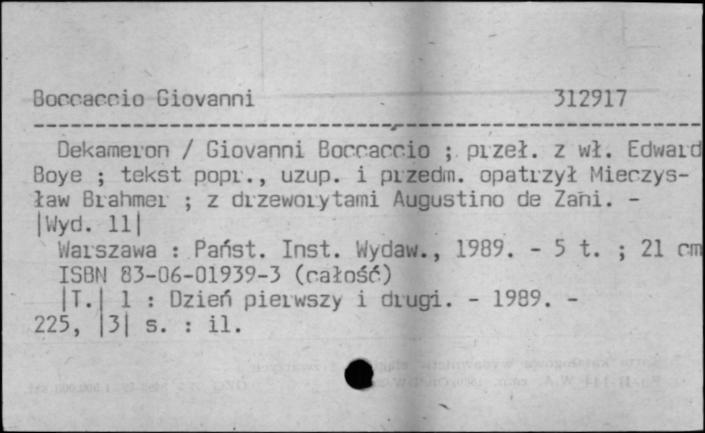 Boccaccio Giovanni 312917
Dekameron / Giovanni Boccaccio ; przeł. z wł. Edward
Boye ; tekst popr., uzup. i przedm. opatrzył Mieczys-
ław Brahmer ; z drzeworytami Augustino de Zani. -
|Wyd. 11|
Warszawa : Państ. Inst. Wydaw., 1989. - 5 t. ; 21 cm
ISBN 83-06-01939-3 (całość)
|T.| 1 : Dzień pierwszy i drugi. - 1989. -
225, |3| s. : il.